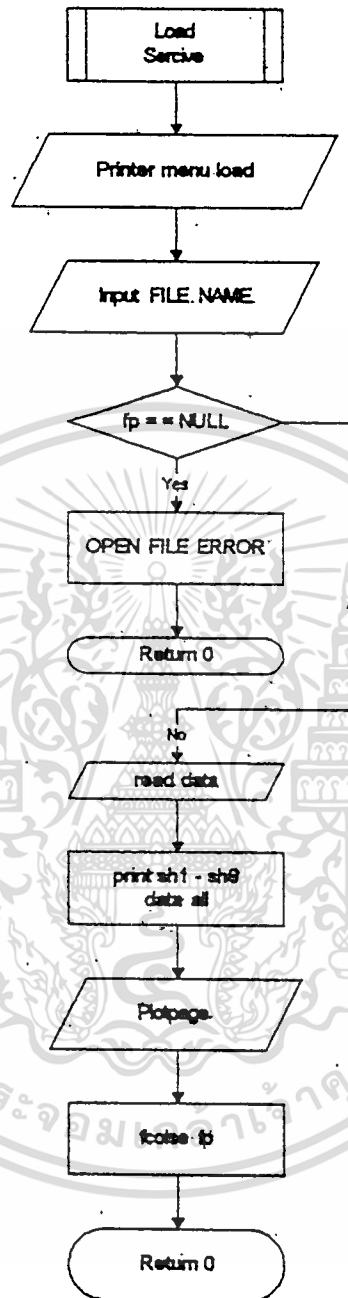 Load
Sercive
Printer menu load
Input FILE NAME
fp = = NULL
Yes
OPEN FILE ERROR
Return 0
No
read data
print sh1 - sh9
data all
Plotpage
fcolse fp
Return 0